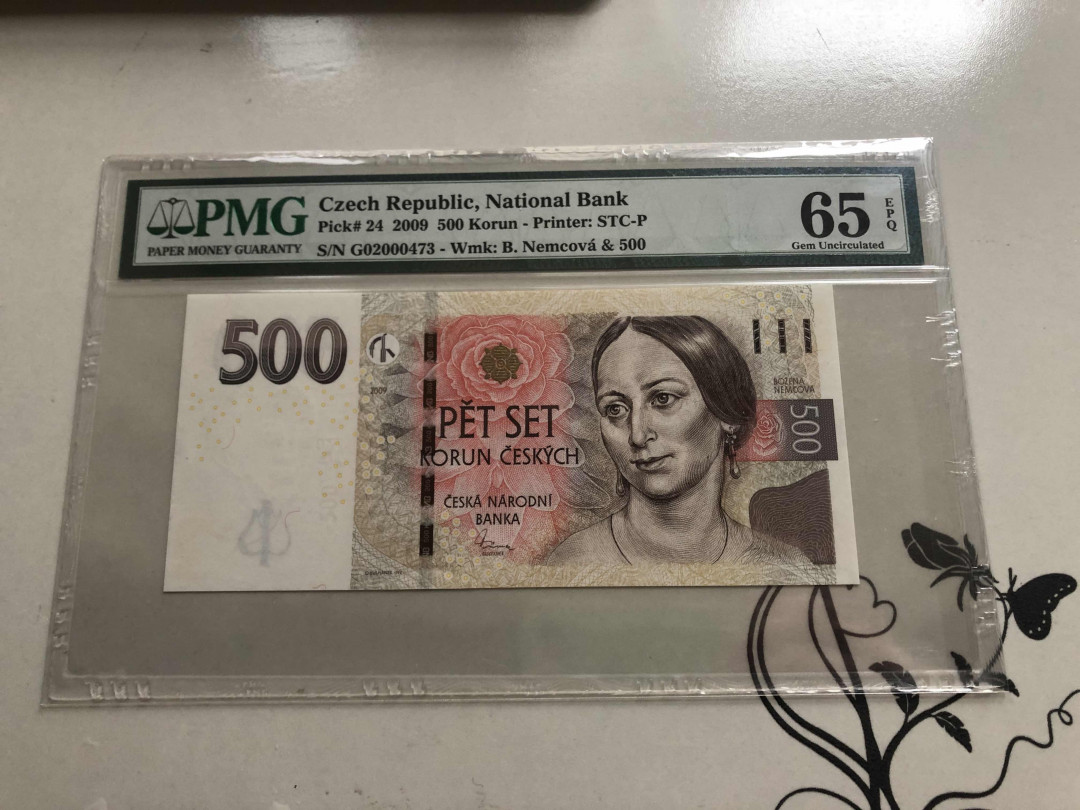 PMG
PAPER MONEY GUARANTY
Czech Republic, National Bank
Pick# 24 2009 500 Korun - Printer: STC-P
S/N G02000473 - Wmk: B. Nemcová & 500
65
EPQ
Gem Uncirculated
500
2009
PĚT SET
KORUN ČESKÝCH
ČESKÁ NÁRODNÍ
BANKA
BOŽENA
NĚMCOVÁ
500